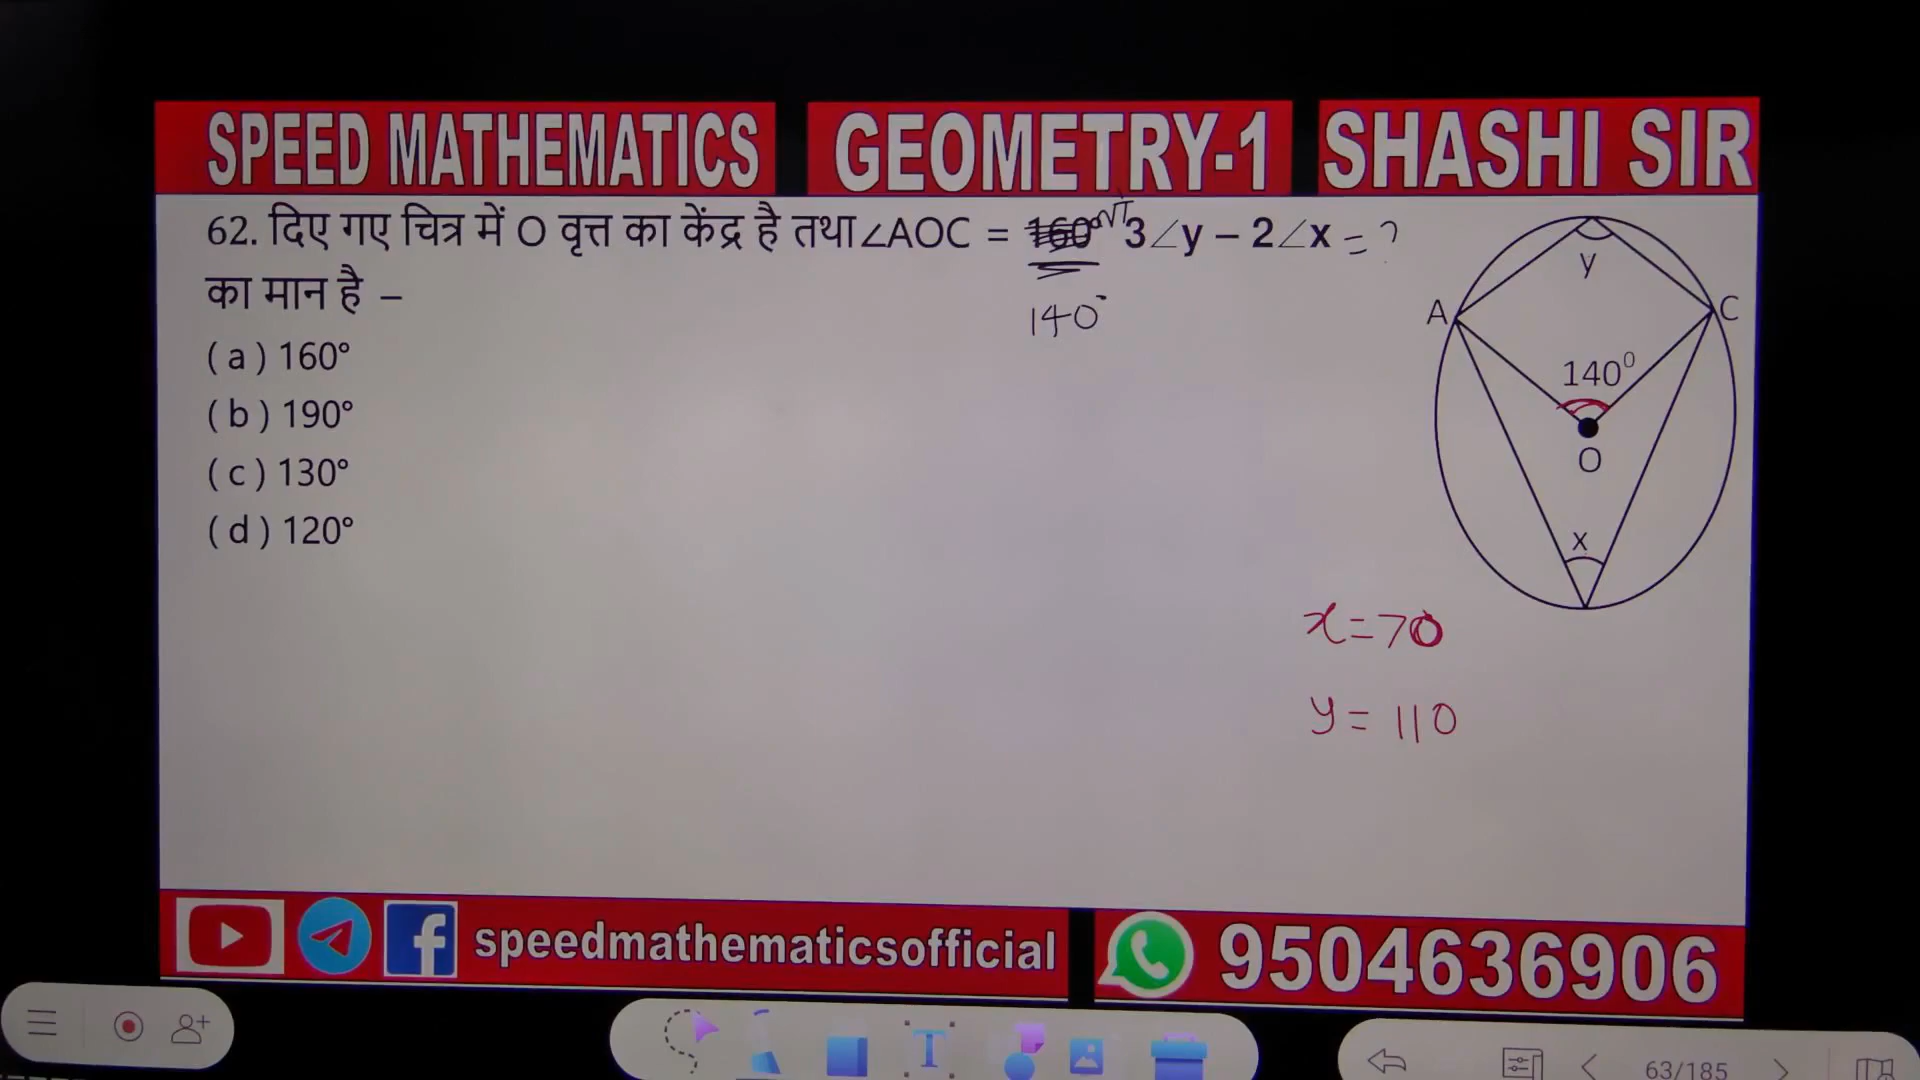 SPEED MATHEMATICS GEOMETRY-1 SHASHI SIR
62. दिए गए चित्र में O वृत्त का केंद्र है तथा ∠AOC = 160° तो 3∠y – 2∠x = ?
का मान है –
140°
(a) 160°
(b) 190°
(c) 130°
(d) 120°
y
A
C
140⁰
O
x
x=70
y=110
speedmathematicsofficial 9504636906
T
63/185